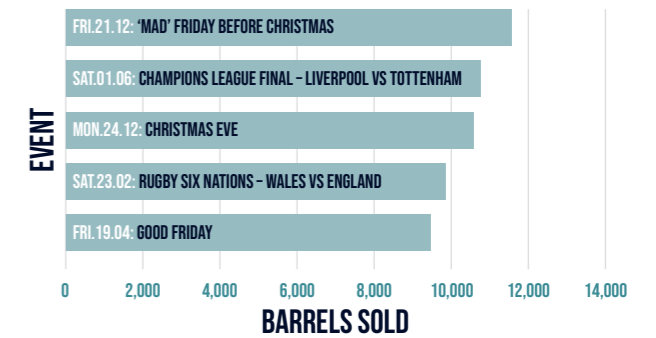 FRI.21.12: ‘MAD’ FRIDAY BEFORE CHRISTMAS
SAT.01.06: CHAMPIONS LEAGUE FINAL – LIVERPOOL VS TOTTENHAM
MON.24.12: CHRISTMAS EVE
SAT.23.02: RUGBY SIX NATIONS – WALES VS ENGLAND
FRI.19.04: GOOD FRIDAY
EVENT
0 2,000 4,000 6,000 8,000 10,000 12,000 14,000
BARRELS SOLD